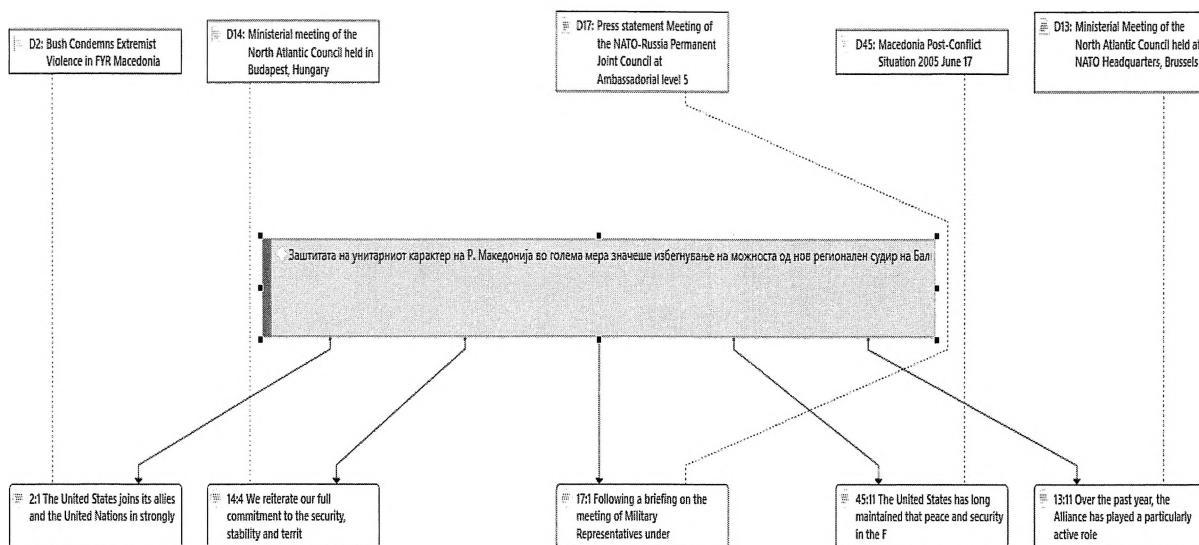 D2: Bush Condemns Extremist
Violence in FYR Macedonia
D14: Ministerial meeting of the
North Atlantic Council held in
Budapest, Hungary
D17: Press statement Meeting of
the NATO-Russia Permanent
Joint Council at
Ambassadorial level 5
D45: Macedonia Post-Conflict
Situation 2005 June 17
D13: Ministerial Meeting of the
North Atlantic Council held at
NATO Headquarters, Brussels
Заштитата на унитарниот карактер на Р. Македонија во голема мера значеше избегнување на можноста од нов регионален судир на Бал
2:1 The United States joins its allies
and the United Nations in strongly
14:4 We reiterate our full
commitment to the security,
stability and territ
17:1 Following a briefing on the
meeting of Military
Representatives under
45:11 The United States has long
maintained that peace and security
in the F
13:11 Over the past year, the
Alliance has played a particularly
active role